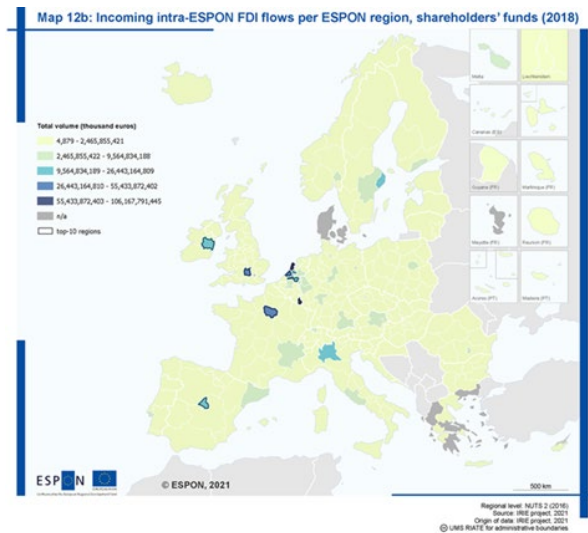 Map 12b: Incoming intra-ESPON FDI flows per ESPON region, shareholders' funds (2018)
Total volume (thousand euros)
4,879 - 2,465,855,421
2,465,855,422 - 9,564,834,188
9,564,834,189 - 26,443,164,809
26,443,164,810 - 55,433,872,402
55,433,872,403 - 106,167,791,445
n/a
top-10 regions
Malta
Liechtenstein
Canarias (ES)
Guyane (FR)
Martinique (FR)
Mayotte (FR)
Réunion (FR)
Azores (PT)
Madeira (PT)
ESPON
© ESPON, 2021
500 km
Regional level: NUTS 2 (2016)
Source: IRIE project, 2021
Origin of data: IRIE project, 2021
© UMS RIATE for administrative boundaries